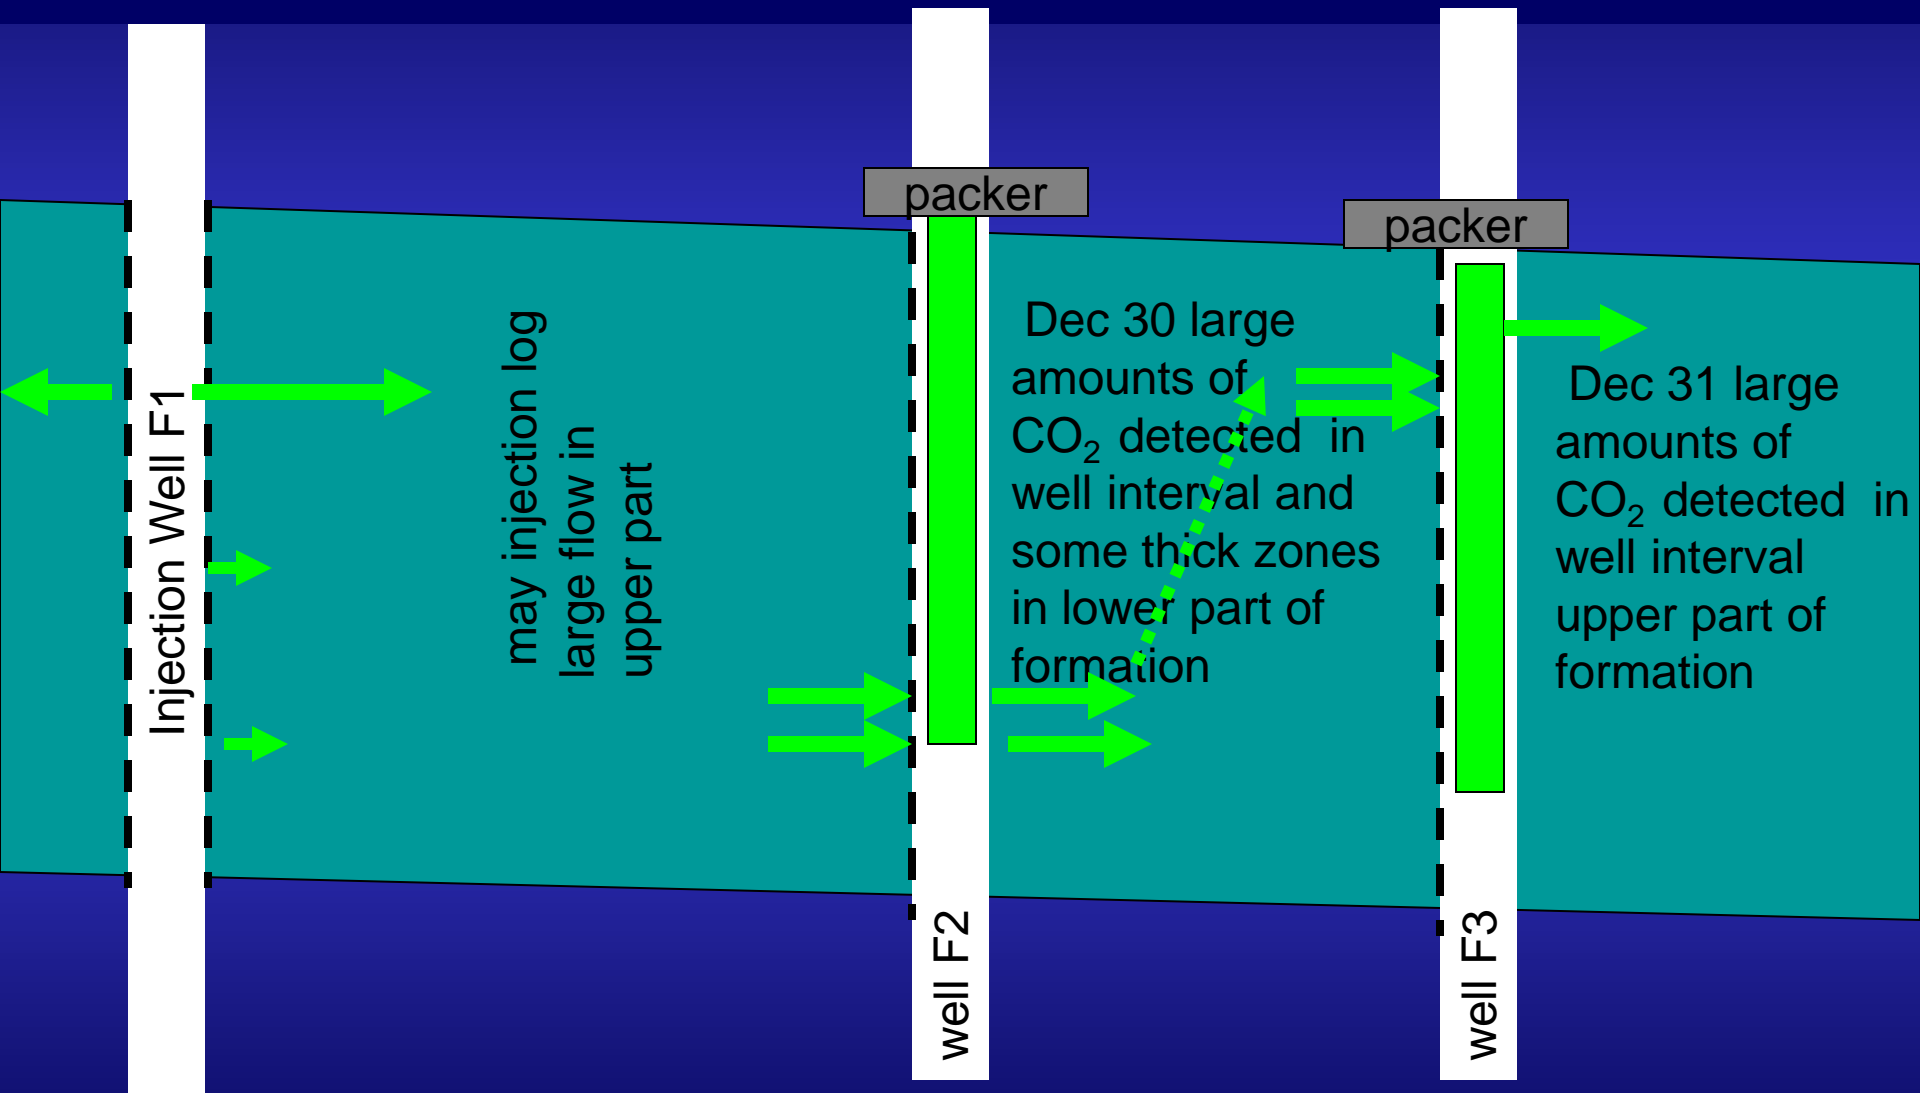 Injection Well F1
may injection log
large flow in
upper part
packer
well F2
Dec 30 large
amounts of
CO₂ detected in
well interval and
some thick zones
in lower part of
formation
packer
well F3
Dec 31 large
amounts of
CO₂ detected in
well interval
upper part of
formation